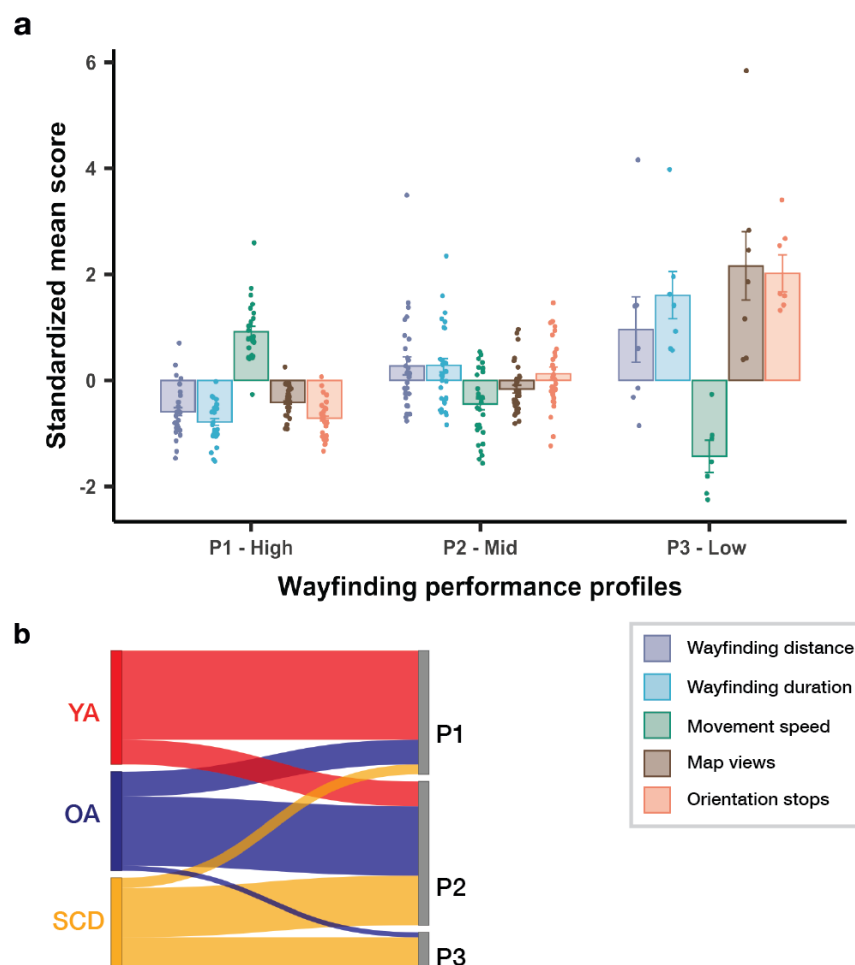 a
6
4
2
0
-2
Standardized mean score
P1 - High
P2 - Mid
P3 - Low
Wayfinding performance profiles
b
YA
OA
SCD
P1
P2
P3
Wayfinding distance
Wayfinding duration
Movement speed
Map views
Orientation stops